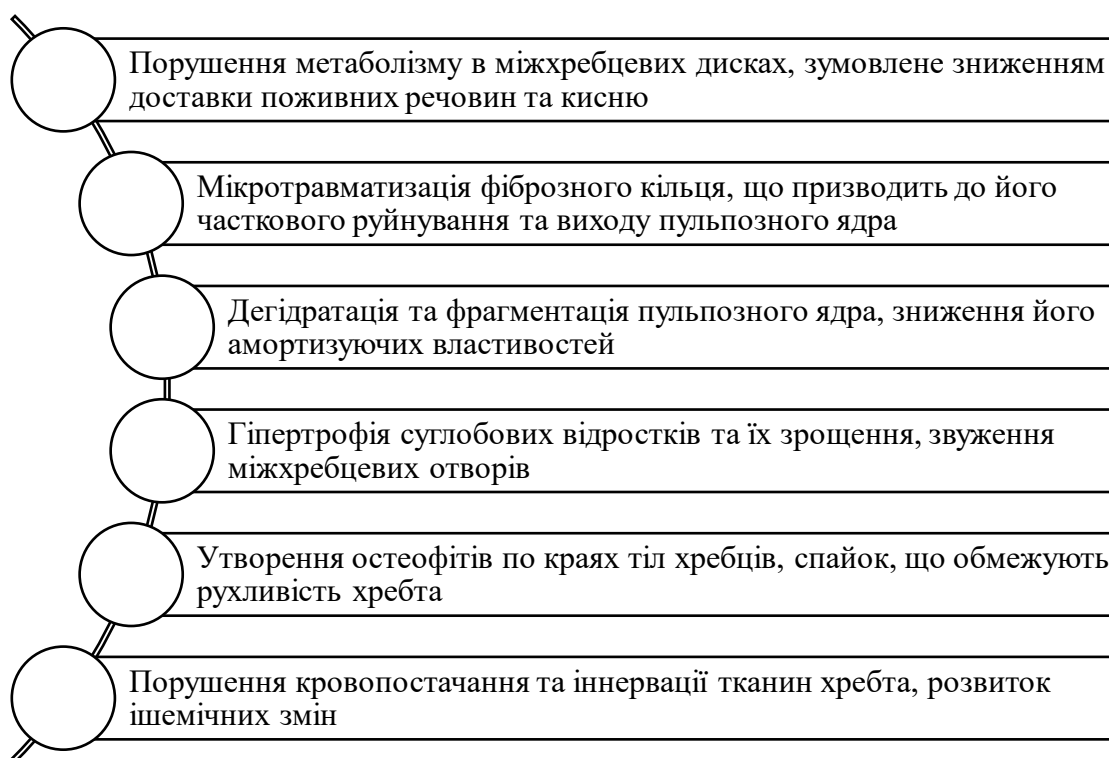 Порушення метаболізму в міжхребцевих дисках, зумовлене зниженням
доставки поживних речовин та кисню
Мікротравматизація фіброзного кільця, що призводить до його
часткового руйнування та виходу пульпозного ядра
Дегідратація та фрагментація пульпозного ядра, зниження його
амортизуючих властивостей
Гіпертрофія суглобових відростків та їх зрощення, звуження
міжхребцевих отворів
Утворення остеофітів по краях тіл хребців, спайок, що обмежують
рухливість хребта
Порушення кровопостачання та іннервації тканин хребта, розвиток
ішемічних змін